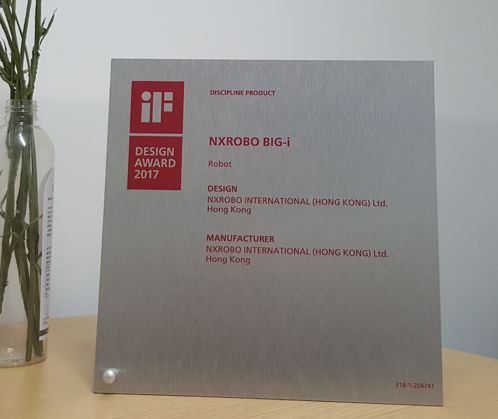 iF
DISCIPLINE PRODUCT
DESIGN
AWARD
2017
NXROBO BIG-i
Robot
DESIGN
NXROBO INTERNATIONAL (HONG KONG) Ltd.
Hong Kong
MANUFACTURER
NXROBO INTERNATIONAL (HONG KONG) Ltd.
Hong Kong
318-1-204747